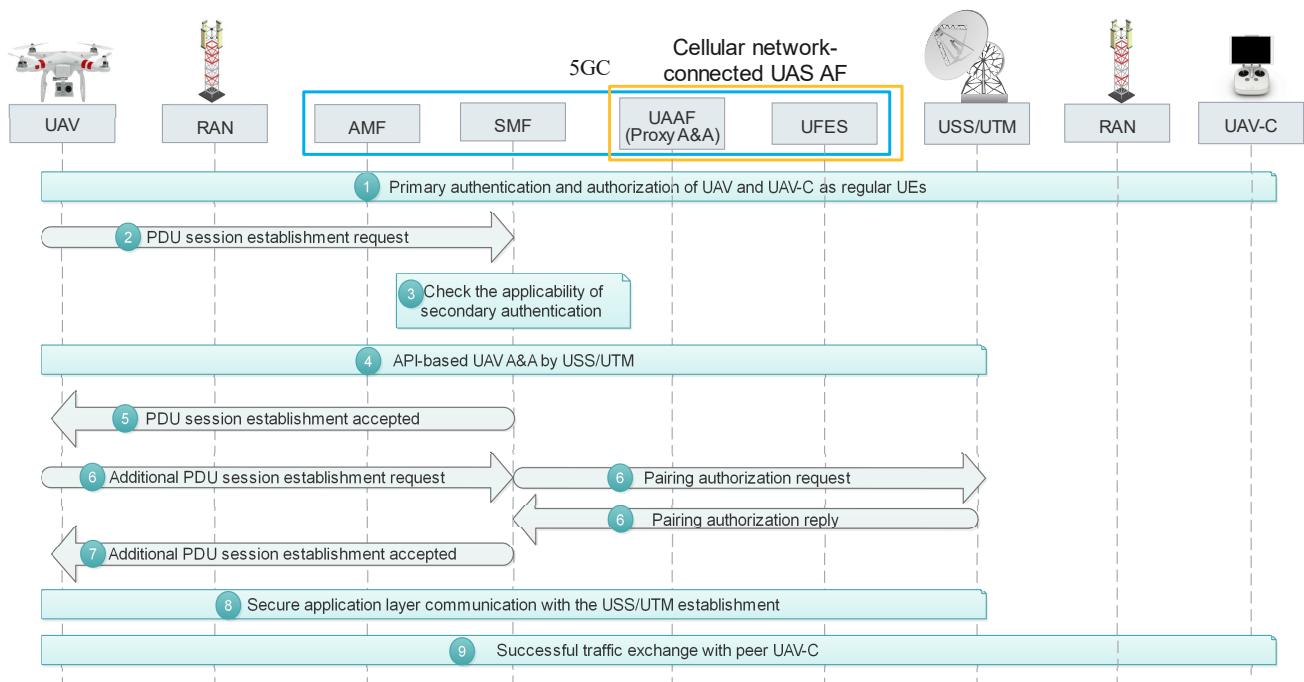 Cellular network-
connected UAS AF
5GC
UAV
RAN
AMF
SMF
UAAF
(Proxy A&A)
UFES
USS/UTM
RAN
UAV-C
1 Primary authentication and authorization of UAV and UAV-C as regular UEs
2 PDU session establishment request
3 Check the applicability of
secondary authentication
4 API-based UAV A&A by USS/UTM
5 PDU session establishment accepted
6 Additional PDU session establishment request
6 Pairing authorization request
6 Pairing authorization reply
7 Additional PDU session establishment accepted
8 Secure application layer communication with the USS/UTM establishment
9 Successful traffic exchange with peer UAV-C